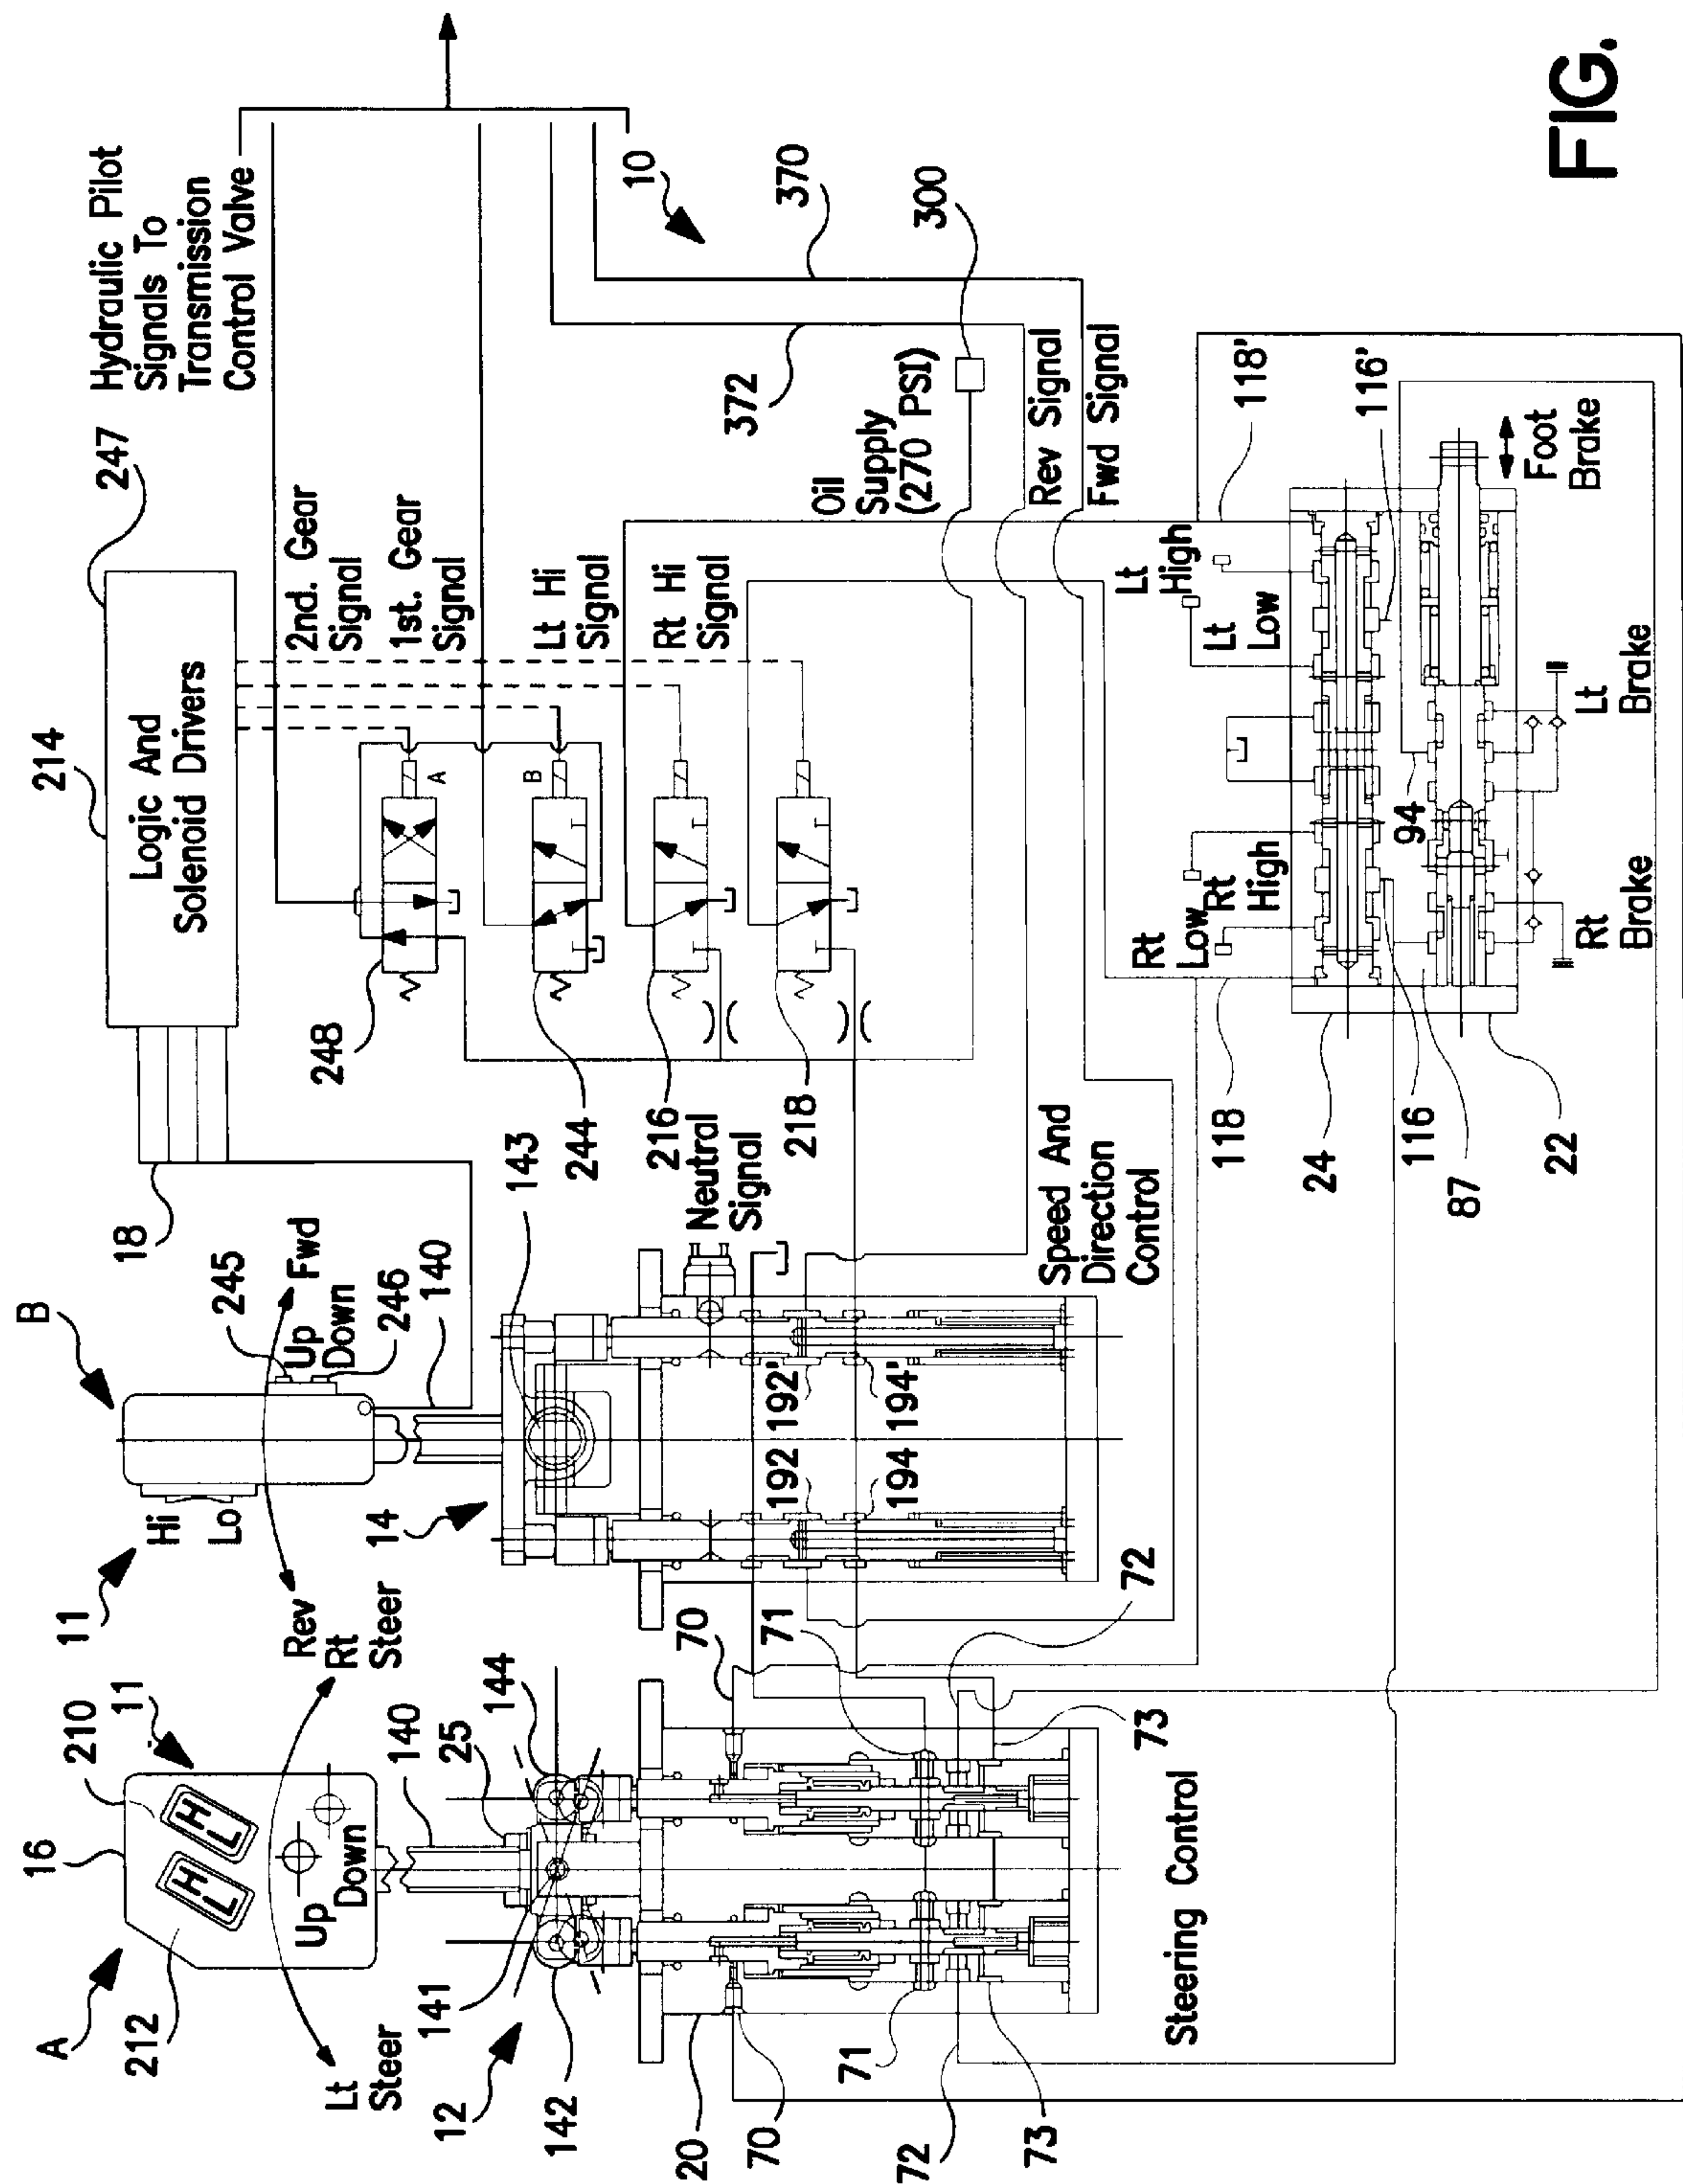 Hydraulic Pilot
Signals To
Transmission
Control Valve
247
214
Logic And
Solenoid Drivers
2nd. Gear
Signal
1st. Gear
Signal
Lt Hi
Signal
Rt Hi
Signal
A
B
248
244
216
218
18
10
370
372
300
Oil
Supply
(270 PSI)
Rev Signal
Fwd Signal
B
11
Hi
Lo
245
Up
Down
246
Fwd
Rev
140
143
14
Neutral
Signal
192
192'
194
194'
Speed And
Direction
Control
A
16
210
11
212
H
L
H
L
Up
Down
Rt
Steer
Lt
Steer
140
25
144
141
142
12
20
70
70
71
71
72
72
73
73
Steering Control
118
118'
Lt
High
Lt
Low
Rt
High
Rt
Low
116
116'
24
22
87
94
Rt
Brake
Lt
Brake
Foot
Brake
FIG.